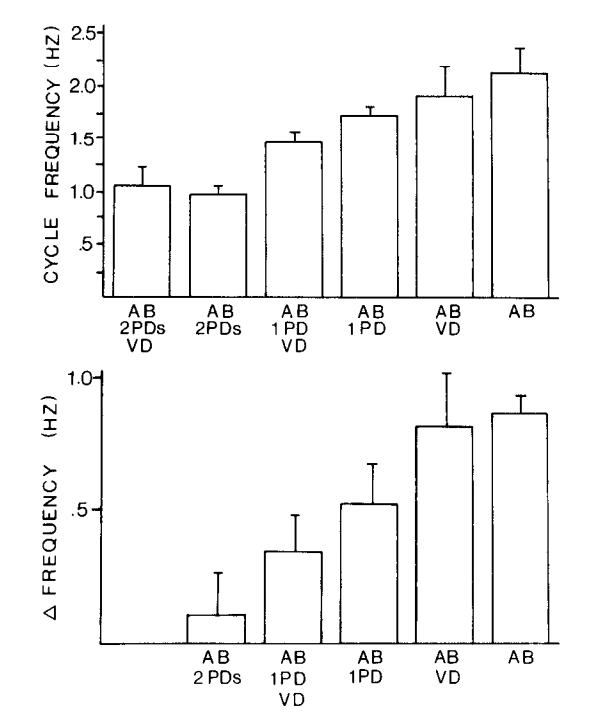 CYCLE FREQUENCY (HZ)
2.5
2.0
1.5
1.0
.5
AB AB AB AB AB AB
2PDs 2PDs 1PD 1PD VD
VD VD
Δ FREQUENCY (HZ)
1.0
.5
AB AB AB AB AB
2PDs 1PD 1PD VD
VD